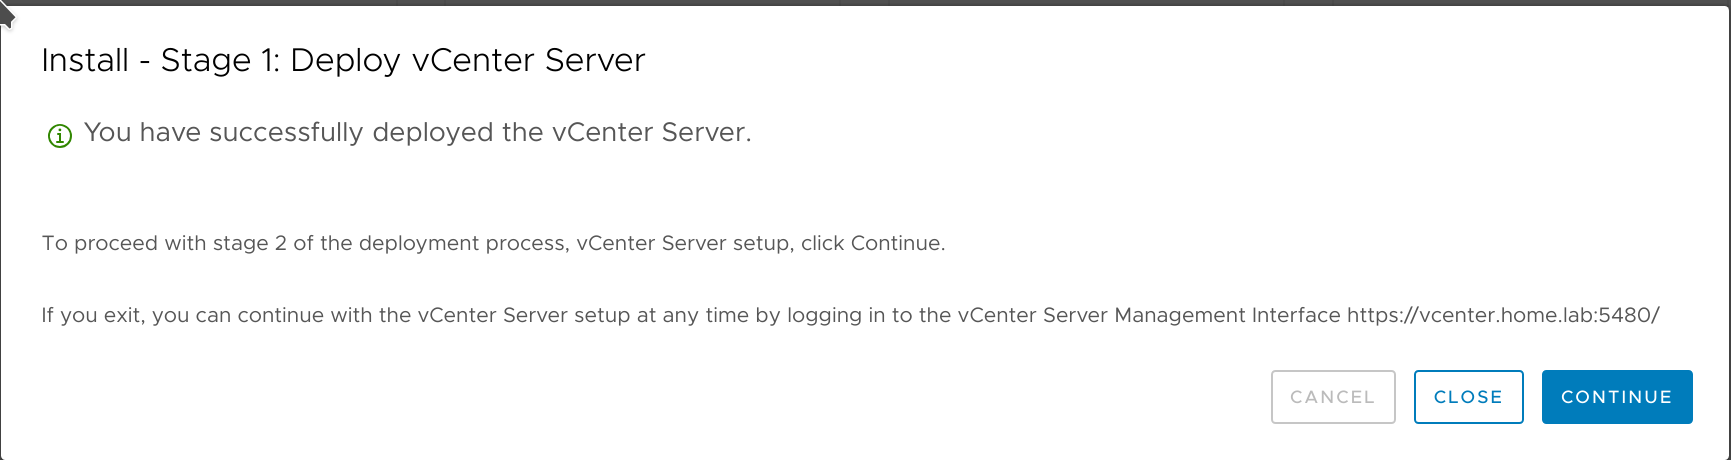 Install - Stage 1: Deploy vCenter Server
You have successfully deployed the vCenter Server.
To proceed with stage 2 of the deployment process, vCenter Server setup, click Continue.
If you exit, you can continue with the vCenter Server setup at any time by logging in to the vCenter Server Management Interface https://vcenter.home.lab:5480/
CANCEL CLOSE CONTINUE